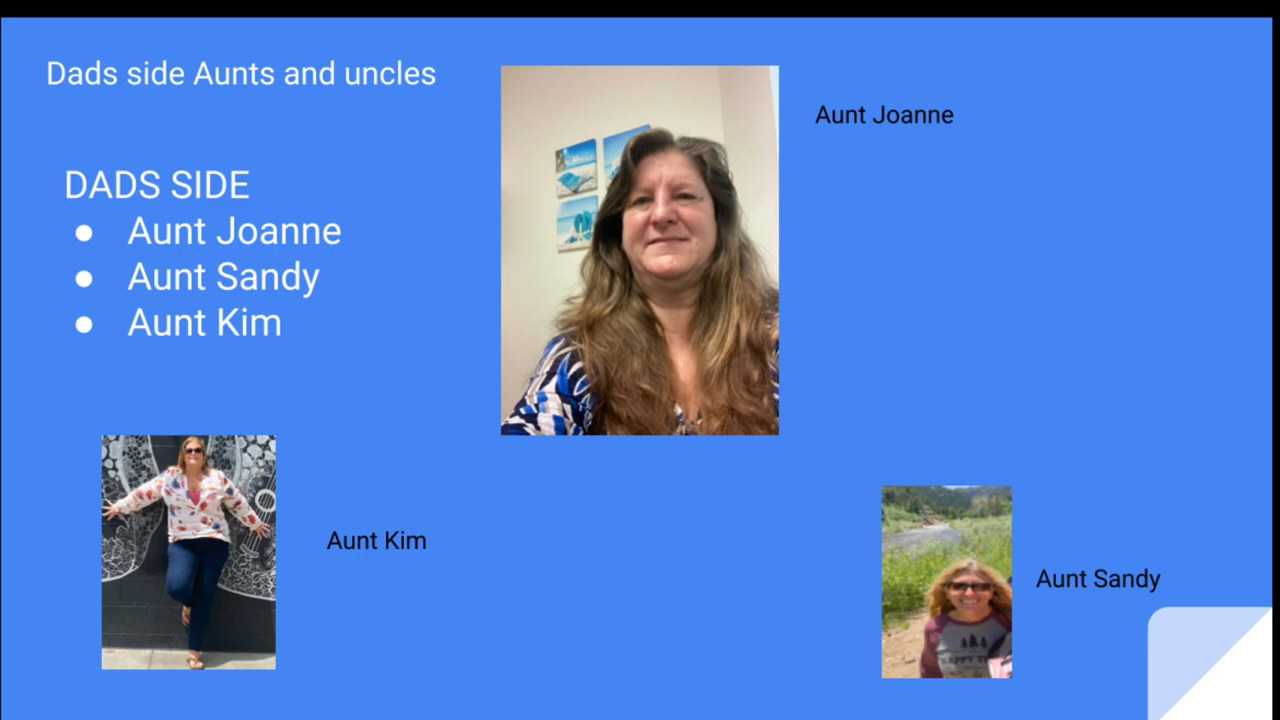 Dads side Aunts and uncles
Aunt Joanne
DADS SIDE
● Aunt Joanne
● Aunt Sandy
● Aunt Kim
Aunt Kim
Aunt Sandy